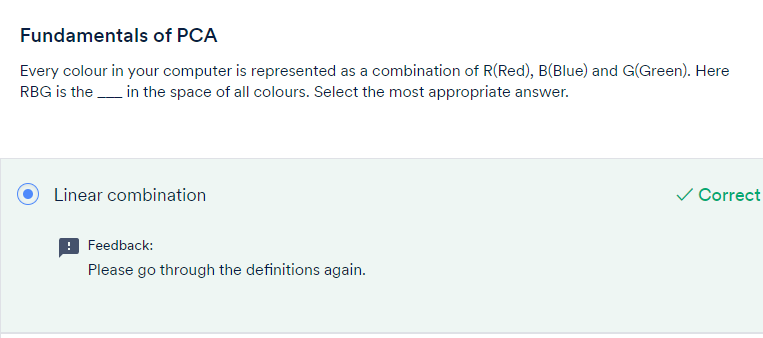 Fundamentals of PCA
Every colour in your computer is represented as a combination of R(Red), B(Blue) and G(Green). Here
RBG is the ___ in the space of all colours. Select the most appropriate answer.
Linear combination
Correct
Feedback:
Please go through the definitions again.